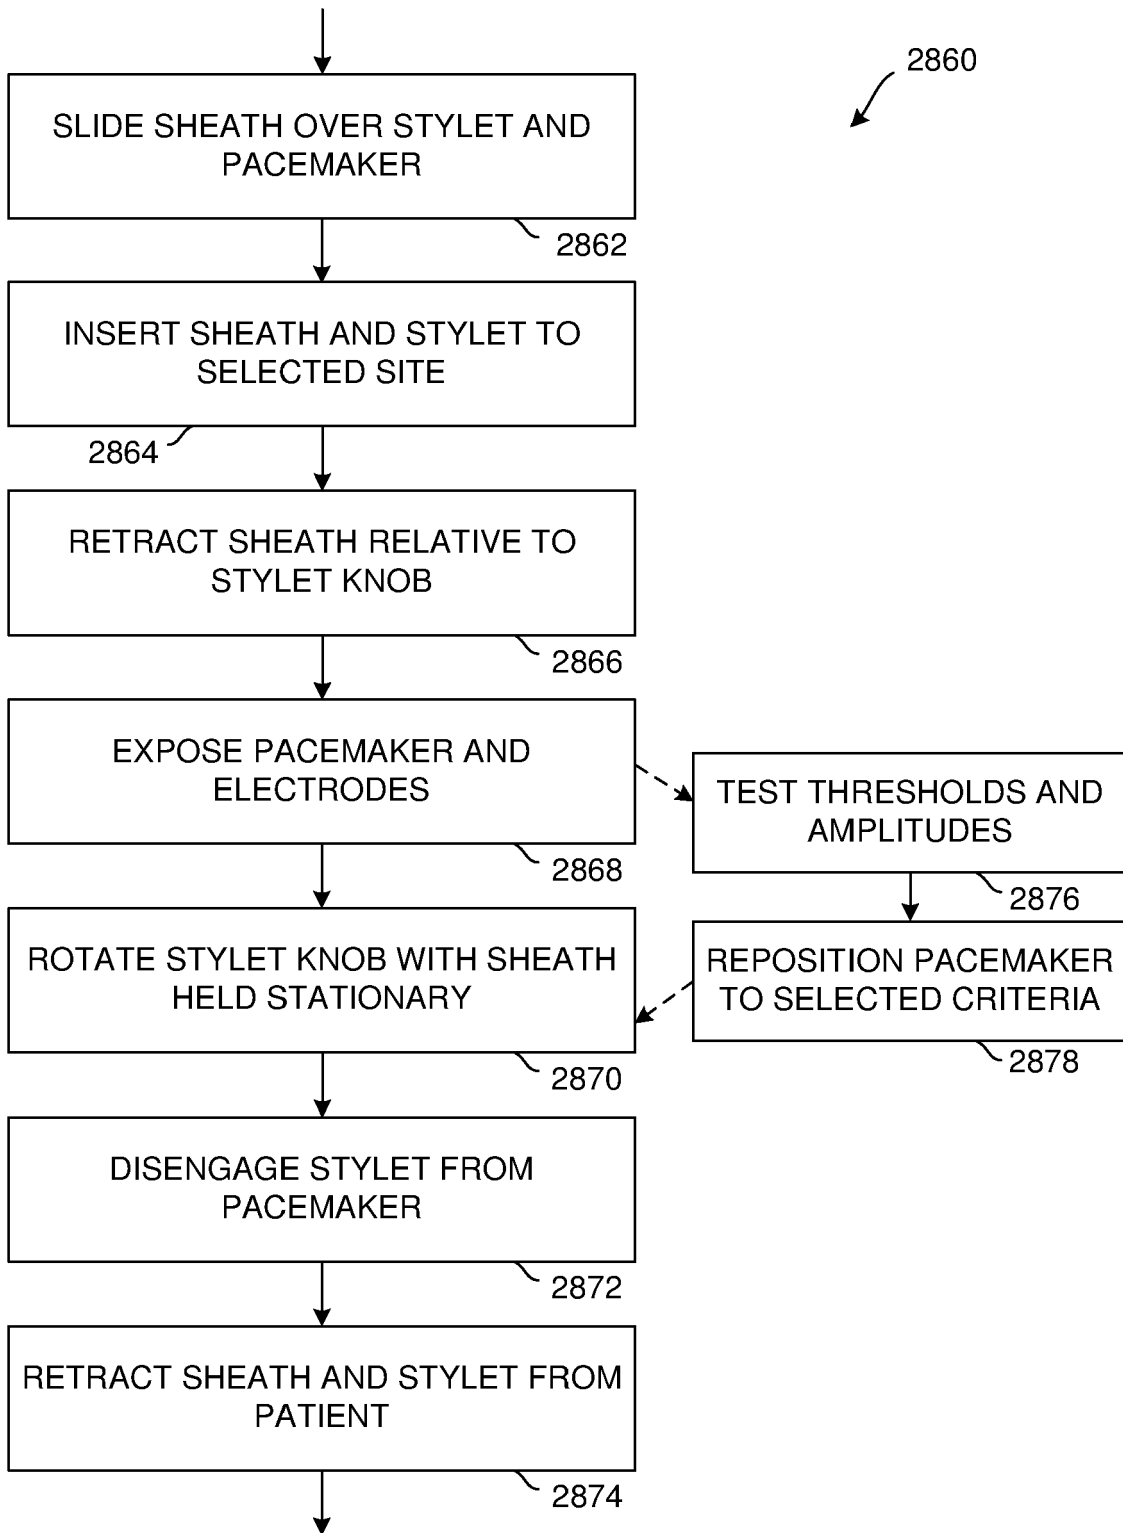 2860
SLIDE SHEATH OVER STYLET AND
PACEMAKER
2862
INSERT SHEATH AND STYLET TO
SELECTED SITE
2864
RETRACT SHEATH RELATIVE TO
STYLET KNOB
2866
EXPOSE PACEMAKER AND
ELECTRODES
2868
TEST THRESHOLDS AND
AMPLITUDES
2876
REPOSITION PACEMAKER
TO SELECTED CRITERIA
2878
ROTATE STYLET KNOB WITH SHEATH
HELD STATIONARY
2870
DISENGAGE STYLET FROM
PACEMAKER
2872
RETRACT SHEATH AND STYLET FROM
PATIENT
2874